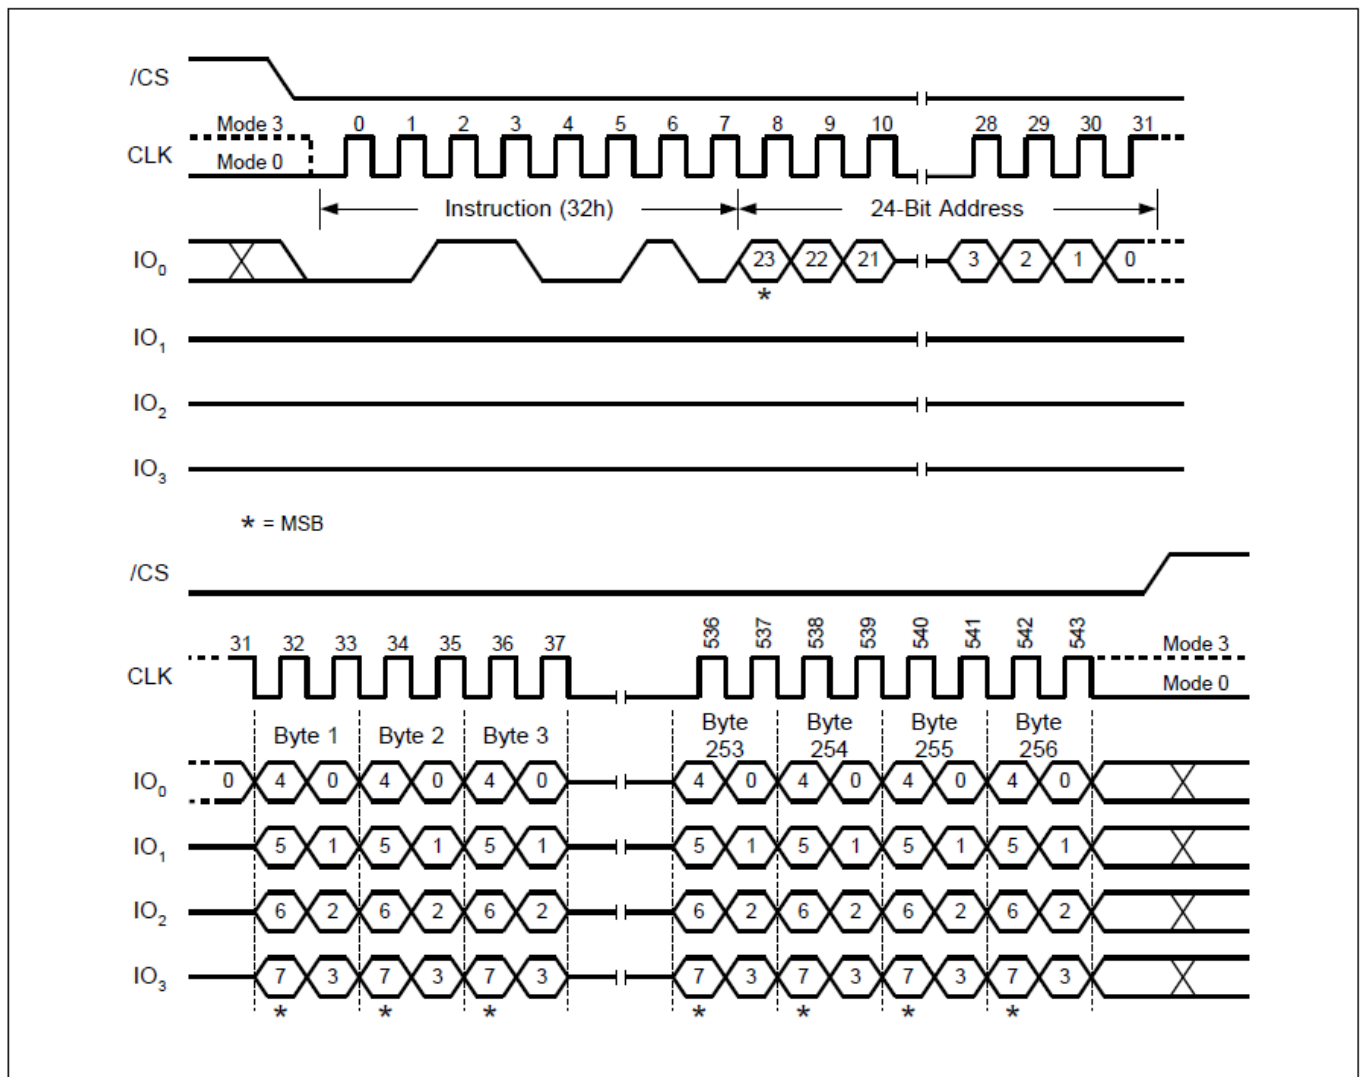 /CS
Mode 3 0 1 2 3 4 5 6 7 8 9 10 28 29 30 31
CLK
Mode 0
Instruction (32h) 24-Bit Address
IO0 23 22 21 3 2 1 0
*
IO1
IO2
IO3
* = MSB
/CS
31 32 33 34 35 36 37 536 537 538 539 540 541 542 543 Mode 3
CLK
Mode 0
Byte 1 Byte 2 Byte 3 Byte 253 Byte 254 Byte 255 Byte 256
IO0 0 4 0 4 0 4 0 4 0 4 0 4 0 4 0
IO1 5 1 5 1 5 1 5 1 5 1 5 1 5 1
IO2 6 2 6 2 6 2 6 2 6 2 6 2 6 2
IO3 7 3 7 3 7 3 7 3 7 3 7 3 7 3
* * * * * * *